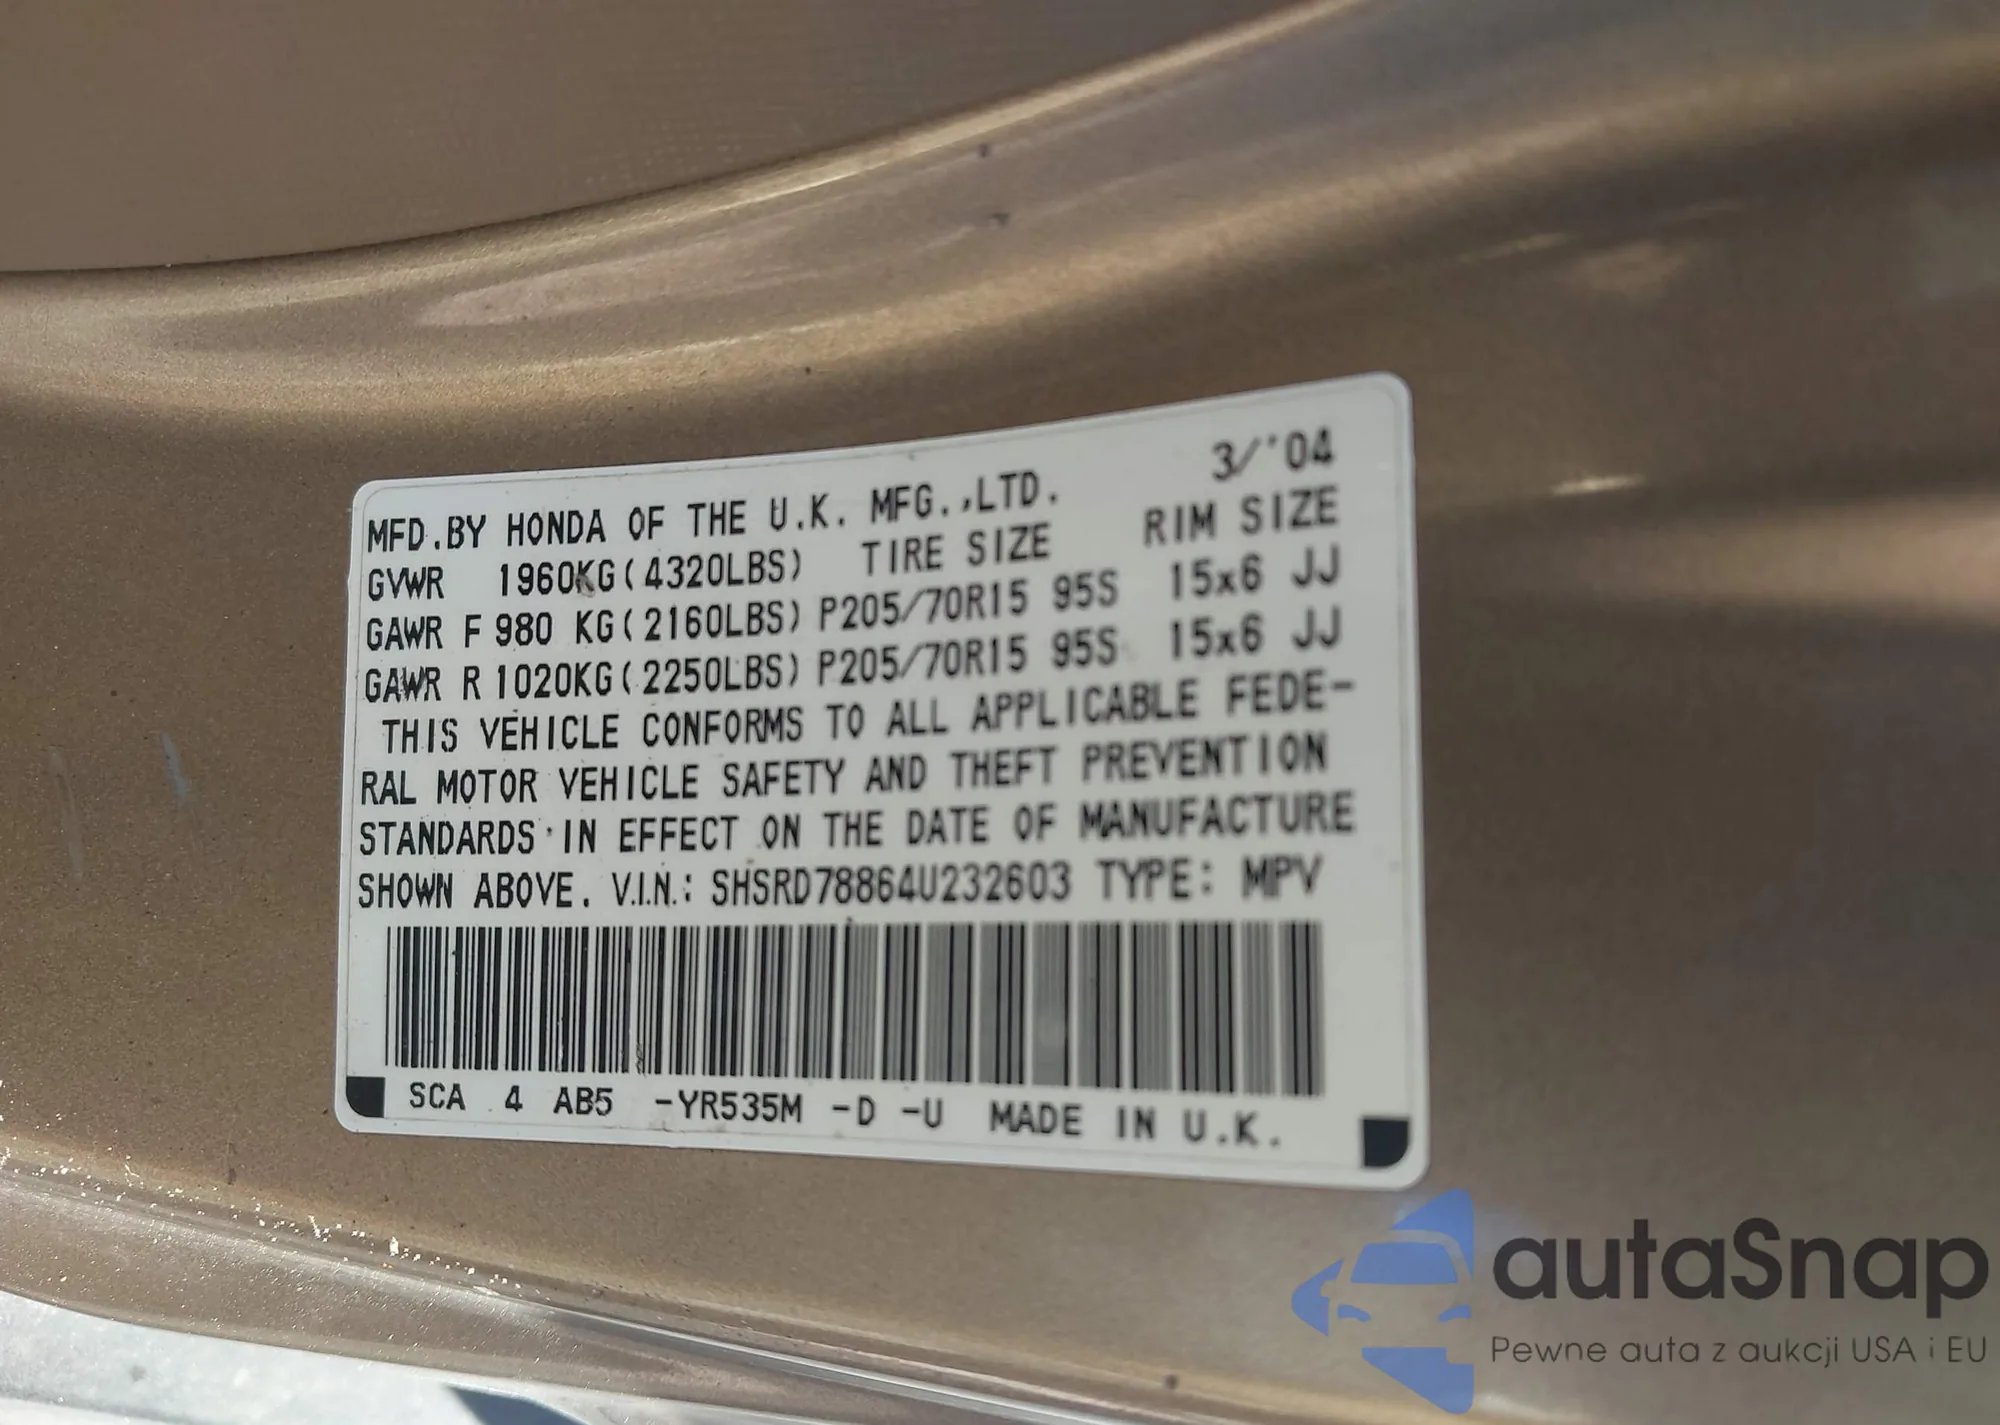 3/'04
MFD.BY HONDA OF THE U.K. MFG.,LTD.
GVWR 1960KG(4320LBS) TIRE SIZE RIM SIZE
GAWR F 980 KG(2160LBS) P205/70R15 95S 15x6 JJ
GAWR R 1020KG(2250LBS) P205/70R15 95S 15x6 JJ
THIS VEHICLE CONFORMS TO ALL APPLICABLE FEDE-
RAL MOTOR VEHICLE SAFETY AND THEFT PREVENTION
STANDARDS IN EFFECT ON THE DATE OF MANUFACTURE
SHOWN ABOVE. V.I.N.: SHSRD78864U232603 TYPE: MPV
SCA 4 AB5 -YR535M -D -U MADE IN U.K.
autaSnap
Pewne auta z aukcji USA i EU